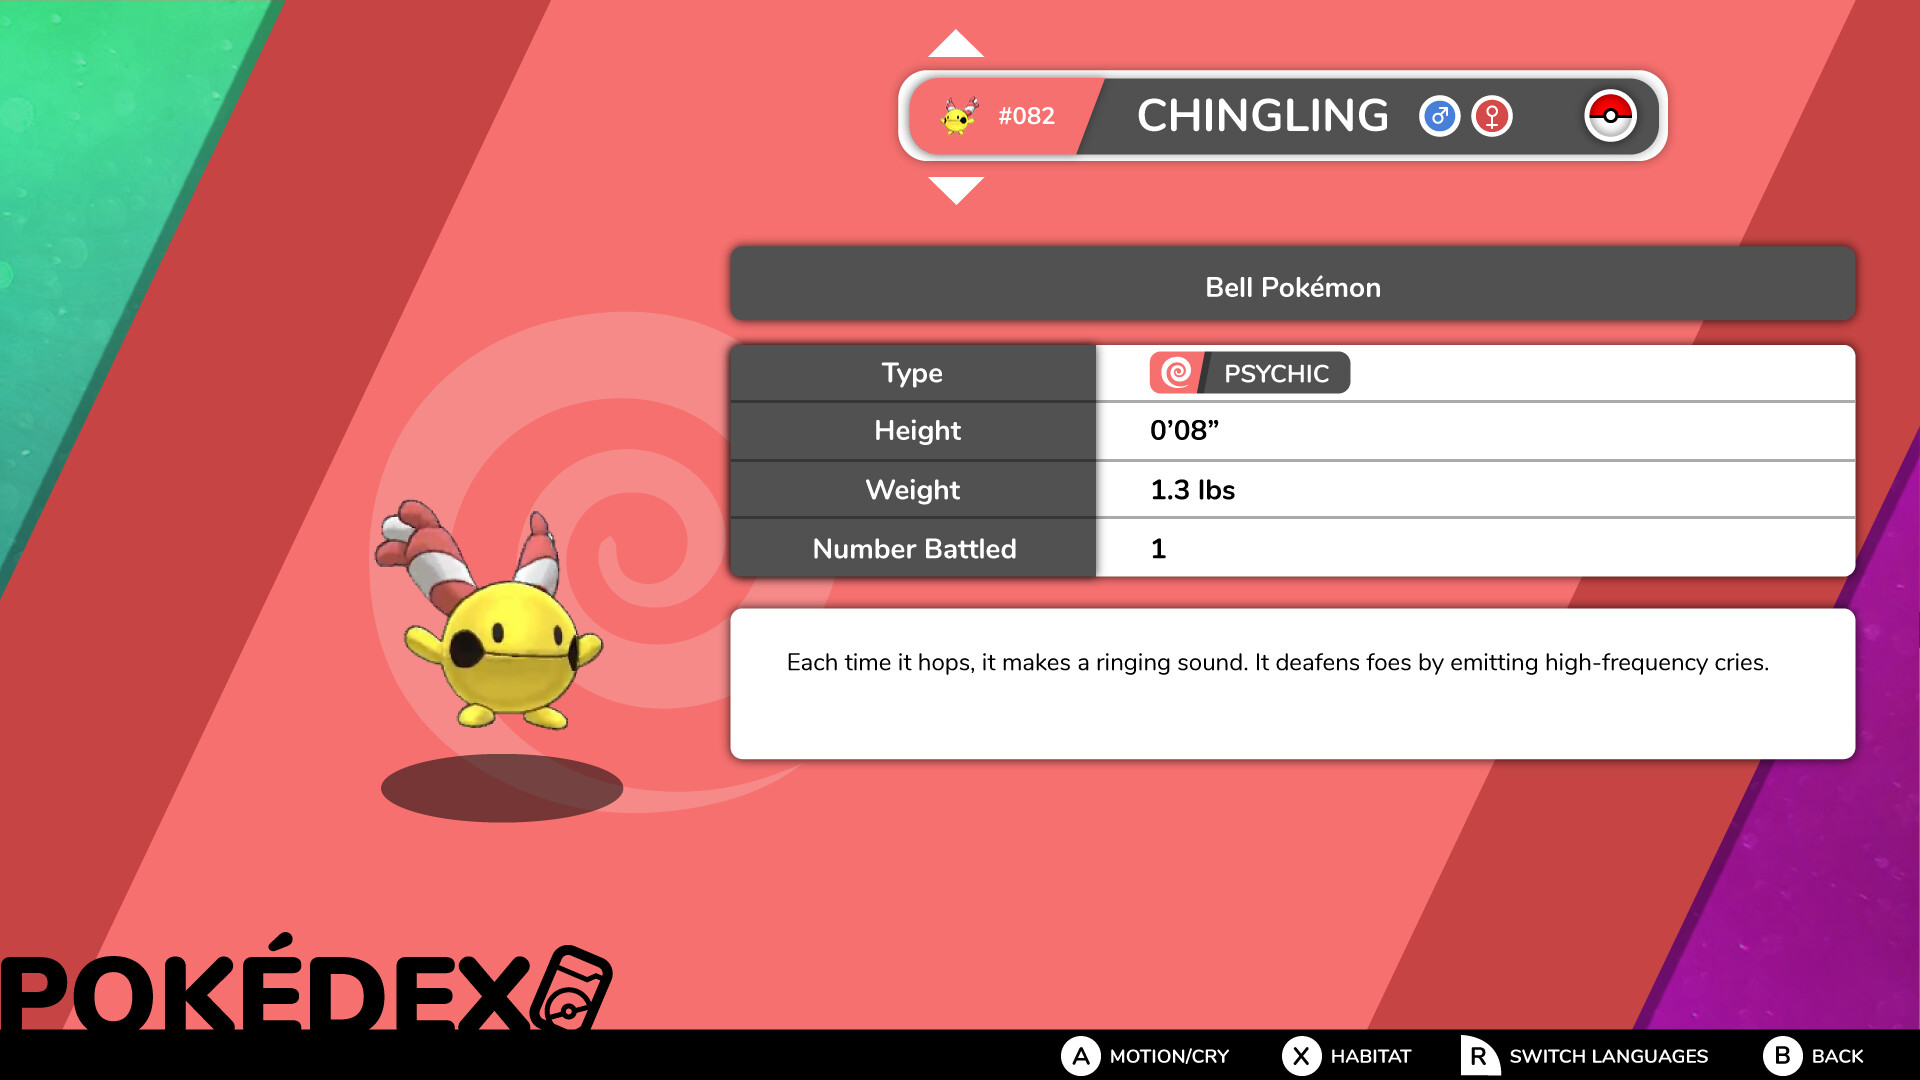 #082
CHINGLING
Bell Pokémon
Type
PSYCHIC
Height
0’08”
Weight
1.3 lbs
Number Battled
1
Each time it hops, it makes a ringing sound. It deafens foes by emitting high-frequency cries.
POKÉDEX
A MOTION/CRY
X HABITAT
R SWITCH LANGUAGES
B BACK